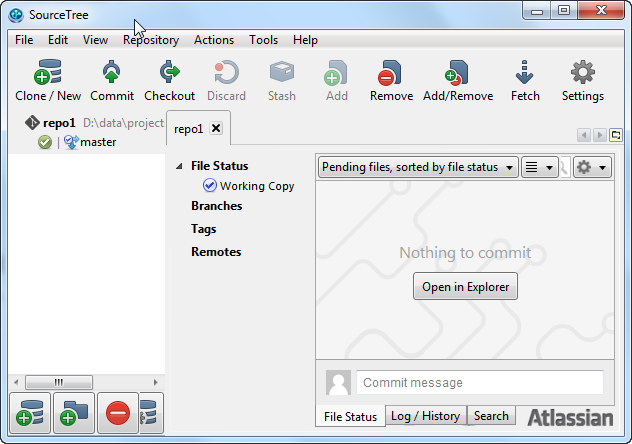 SourceTree
File Edit View Repository Actions Tools Help
Clone / New Commit Checkout Discard Stash Add Remove Add/Remove Fetch Settings
repo1 D:\data\project
master
repo1
File Status
Working Copy
Branches
Tags
Remotes
Pending files, sorted by file status
Nothing to commit
Open in Explorer
Commit message
File Status Log / History Search
Atlassian